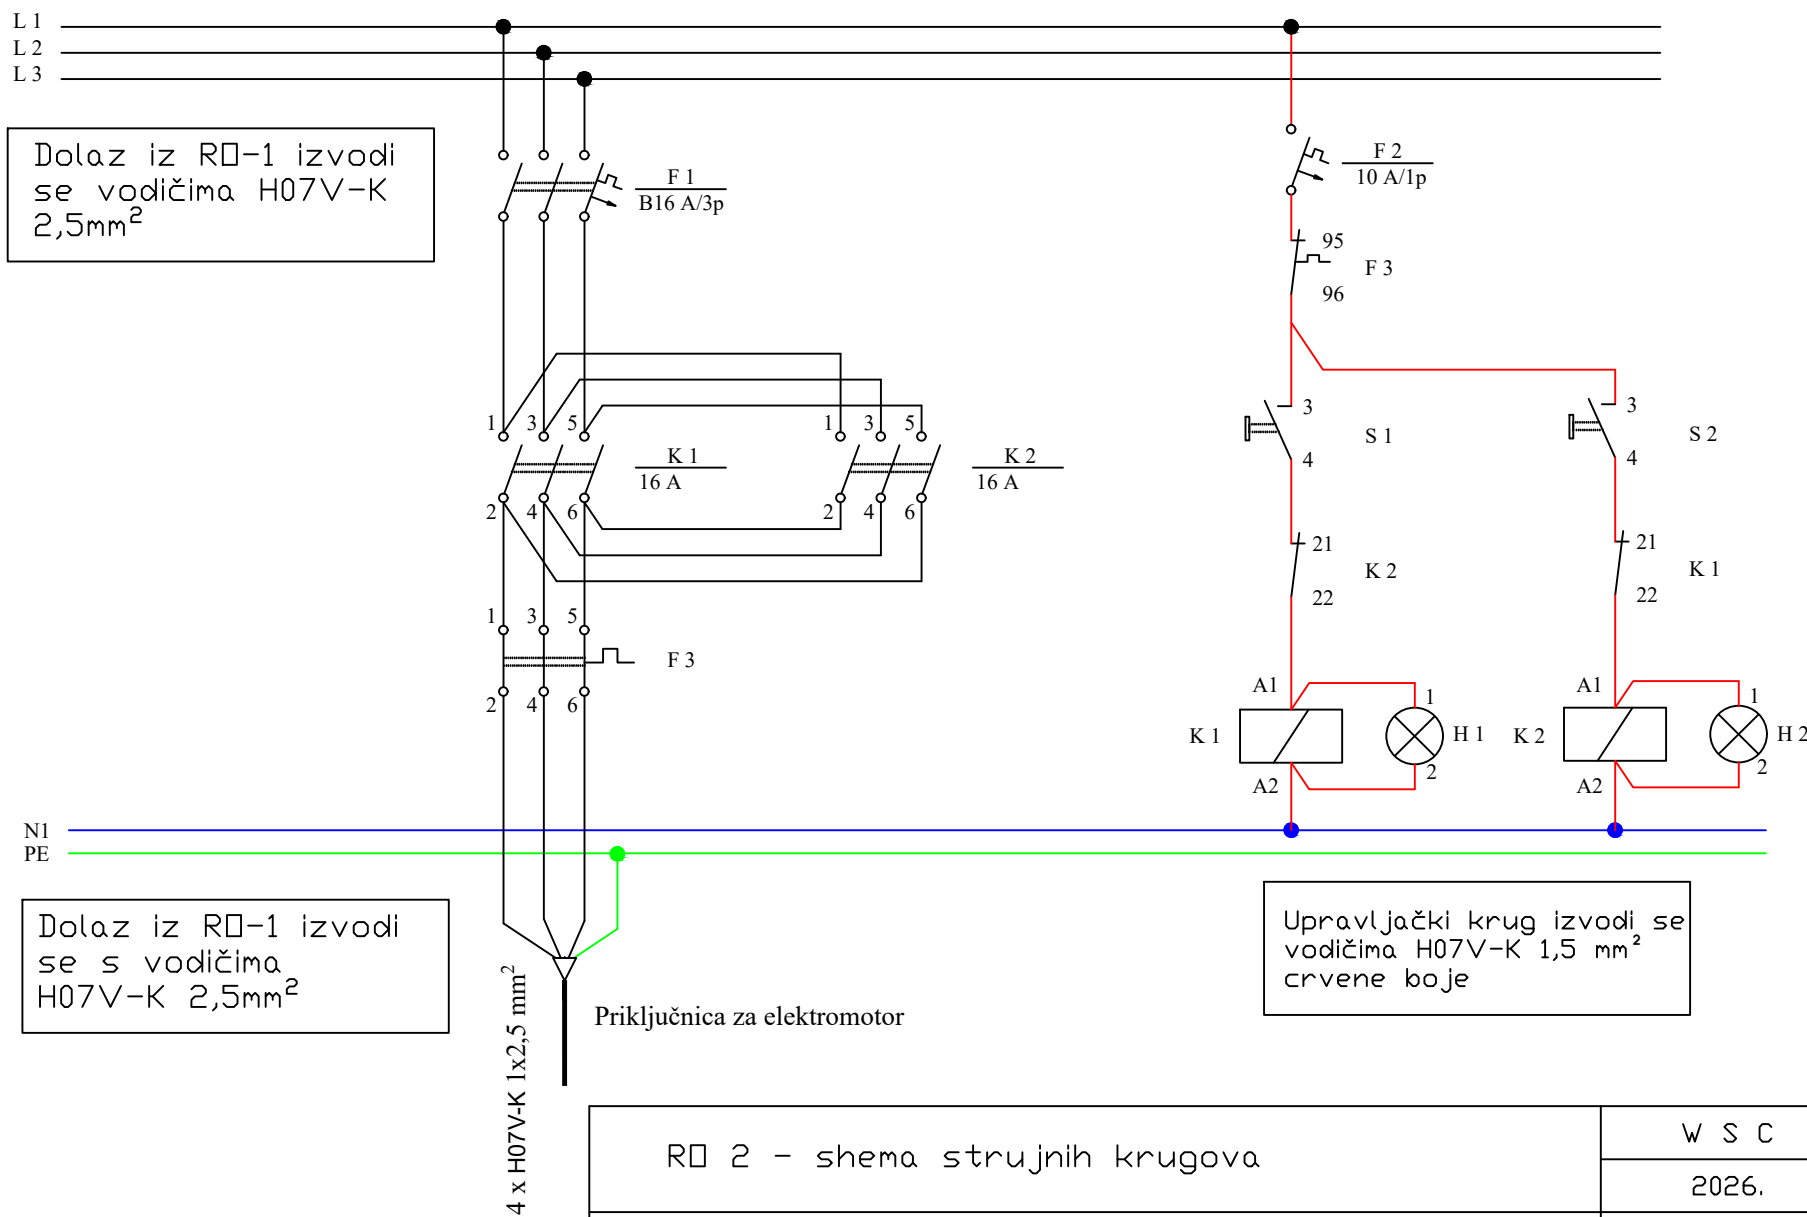 L 1
L 2
L 3
Dolaz iz RO-1 izvodi
se vodičima H07V-K
2,5mm²
F 1
B16 A/3p
F 2
10 A/1p
95
F 3
96
1 3 5
K 1
16 A
2 4 6
1 3 5
K 2
16 A
2 4 6
3
S 1
4
3
S 2
4
21
K 2
22
21
K 1
22
1 3 5
F 3
2 4 6
A1
K 1
A2
1
H 1
2
A1
K 2
A2
1
H 2
2
N1
PE
Dolaz iz RO-1 izvodi
se s vodičima
H07V-K 2,5mm²
Upravljački krug izvodi se
vodičima H07V-K 1,5 mm²
crvene boje
4 x H07V-K 1x2,5 mm²
Priključnica za elektromotor
RO 2 - shema strujnih krugova
W S C
2026.